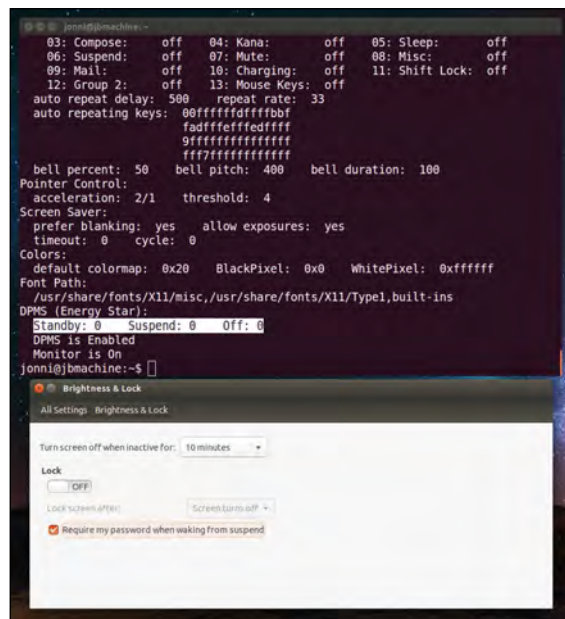 jonni@jbmachine: ~
03: Compose: off 04: Kana: off 05: Sleep: off
06: Suspend: off 07: Mute: off 08: Misc: off
09: Mail: off 10: Charging: off 11: Shift Lock: off
12: Group 2: off 13: Mouse Keys: off
auto repeat delay: 500 repeat rate: 33
auto repeating keys: 00ffffffdffffbbf
fadfffefffedffff
9fffffffffffffff
fff7ffffffffffff
bell percent: 50 bell pitch: 400 bell duration: 100
Pointer Control:
acceleration: 2/1 threshold: 4
Screen Saver:
prefer blanking: yes allow exposures: yes
timeout: 0 cycle: 0
Colors:
default colormap: 0x20 BlackPixel: 0x0 WhitePixel: 0xffffff
Font Path:
/usr/share/fonts/X11/misc,/usr/share/fonts/X11/Type1,built-ins
DPMS (Energy Star):
Standby: 0 Suspend: 0 Off: 0
DPMS is Enabled
Monitor is On
jonni@jbmachine:~$
Brightness & Lock
All Settings Brightness & Lock
Turn screen off when inactive for: 10 minutes
Lock
OFF
Lock screen after: Screen turns off
Require my password when waking from suspend